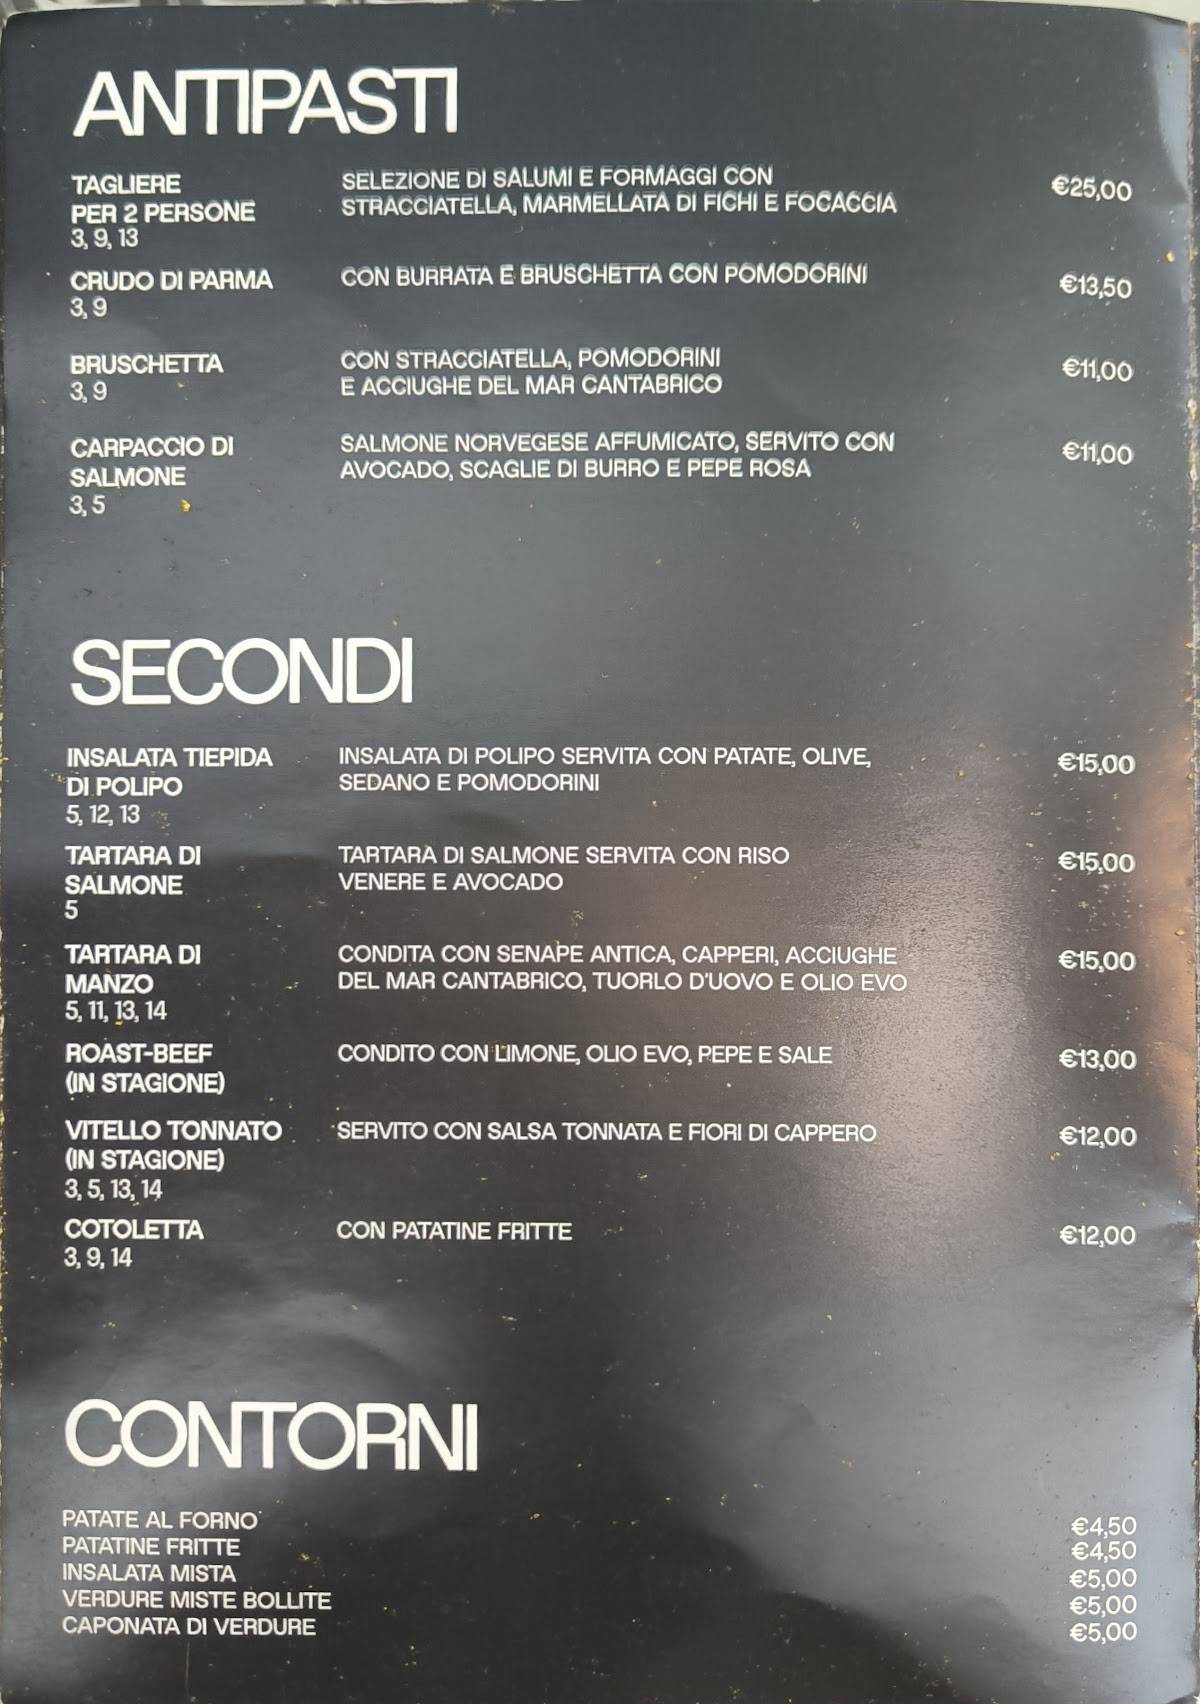 ANTIPASTI
TAGLIERE
PER 2 PERSONE
3, 9, 13
SELEZIONE DI SALUMI E FORMAGGI CON
STRACCIATELLA, MARMELLATA DI FICHI E FOCACCIA
€25,00
CRUDO DI PARMA
3, 9
CON BURRATA E BRUSCHETTA CON POMODORINI
€13,50
BRUSCHETTA
3, 9
CON STRACCIATELLA, POMODORINI
E ACCIUGHE DEL MAR CANTABRICO
€11,00
CARPACCIO DI
SALMONE
3, 5
SALMONE NORVEGESE AFFUMICATO, SERVITO CON
AVOCADO, SCAGLIE DI BURRO E PEPE ROSA
€11,00
SECONDI
INSALATA TIEPIDA
DI POLIPO
5, 12, 13
INSALATA DI POLIPO SERVITA CON PATATE, OLIVE,
SEDANO E POMODORINI
€15,00
TARTARA DI
SALMONE
5
TARTARA DI SALMONE SERVITA CON RISO
VENERE E AVOCADO
€15,00
TARTARA DI
MANZO
5, 11, 13, 14
CONDITA CON SENAPE ANTICA, CAPPERI, ACCIUGHE
DEL MAR CANTABRICO, TUORLO D'UOVO E OLIO EVO
€15,00
ROAST-BEEF
(IN STAGIONE)
CONDITO CON LIMONE, OLIO EVO, PEPE E SALE
€13,00
VITELLO TONNATO
(IN STAGIONE)
3, 5, 13, 14
SERVITO CON SALSA TONNATA E FIORI DI CAPPERO
€12,00
COTOLETTA
3, 9, 14
CON PATATINE FRITTE
€12,00
CONTORNI
PATATE AL FORNO €4,50
PATATINE FRITTE €4,50
INSALATA MISTA €5,00
VERDURE MISTE BOLLITE €5,00
CAPONATA DI VERDURE €5,00